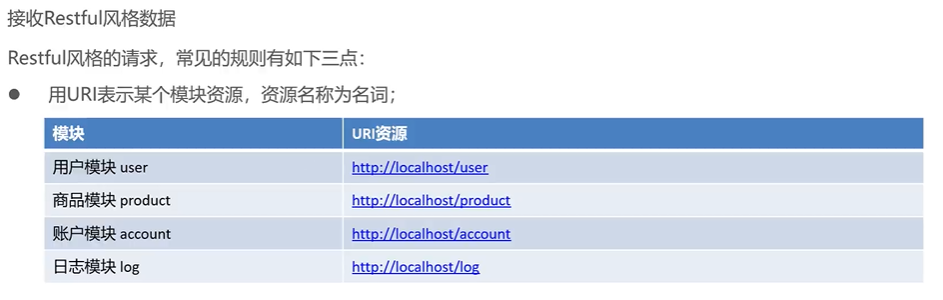 接收Restful风格数据
Restful风格的请求，常见的规则有如下三点：
● 用URI表示某个模块资源，资源名称为名词；
模块 URI资源
用户模块 user http://localhost/user
商品模块 product http://localhost/product
账户模块 account http://localhost/account
日志模块 log http://localhost/log